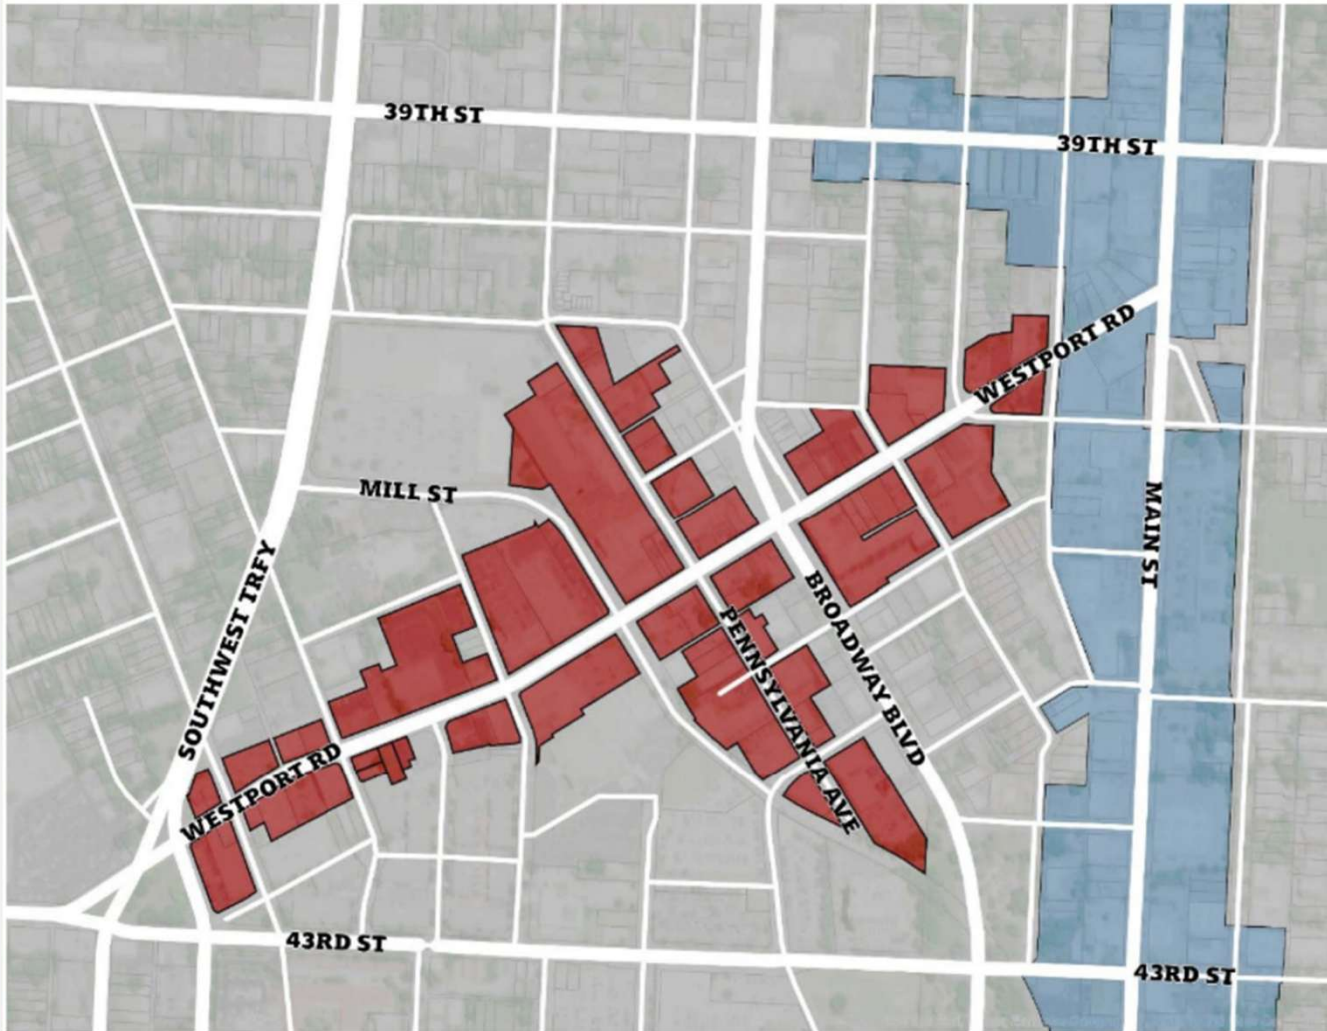 39TH ST
39TH ST
WESTPORT RD
MILL ST
MAIN ST
SOUTHWEST TRFY
BROADWAY BLVD
PENNSYLVANIA AVE
WESTPORT RD
43RD ST
43RD ST